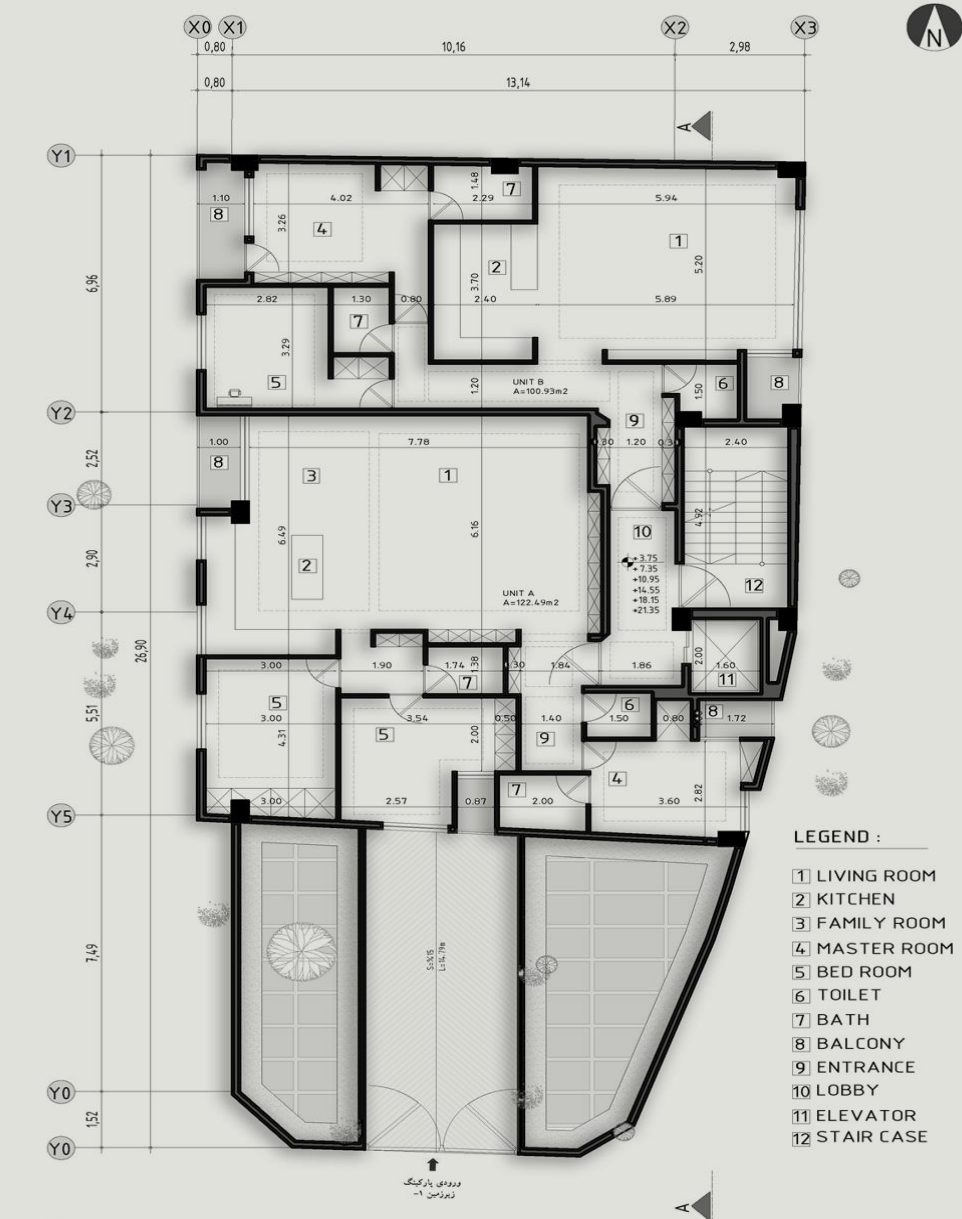 X0 X1 X2 X3
N
0,80 10,16 2,98
0,80 13,14
A
Y1
1.10 4.02 1.48 7 2.29 5.94
8 3.26 4 1
2 5.20
6,96 3.70
2.82 1.30 0.80 2.40 5.89
7
3.29
5 1.20 UNIT B
A=100.93m2
1.50 6 8
Y2
9
1.00 7.78 .30 1.20 0.3 2.40
2,52 8 3 1
Y3
4.92
10
6.49 6.16
2,90 2
+3.75
+7.35
+10.95
+14.55
+18.15
+21.35
12
UNIT A
A=122.49m2
Y4
26,90
3.00 1.90 1.74 1.38 .30 1.84 1.86 2.00 1.60
7 11
5,51
5 6 8
3.00 3.54 0.50 1.40 1.50 0.80 1.72
4.31 5 2.00 9
4
7 2.82
3.00 2.57 0.87 2.00 3.60
Y5
7,49
S=%15
L=14.79m
Y0
1,52
Y0
ورودی پارکینگ
زیرزمین ۱-
A
LEGEND :
1 LIVING ROOM
2 KITCHEN
3 FAMILY ROOM
4 MASTER ROOM
5 BED ROOM
6 TOILET
7 BATH
8 BALCONY
9 ENTRANCE
10 LOBBY
11 ELEVATOR
12 STAIR CASE